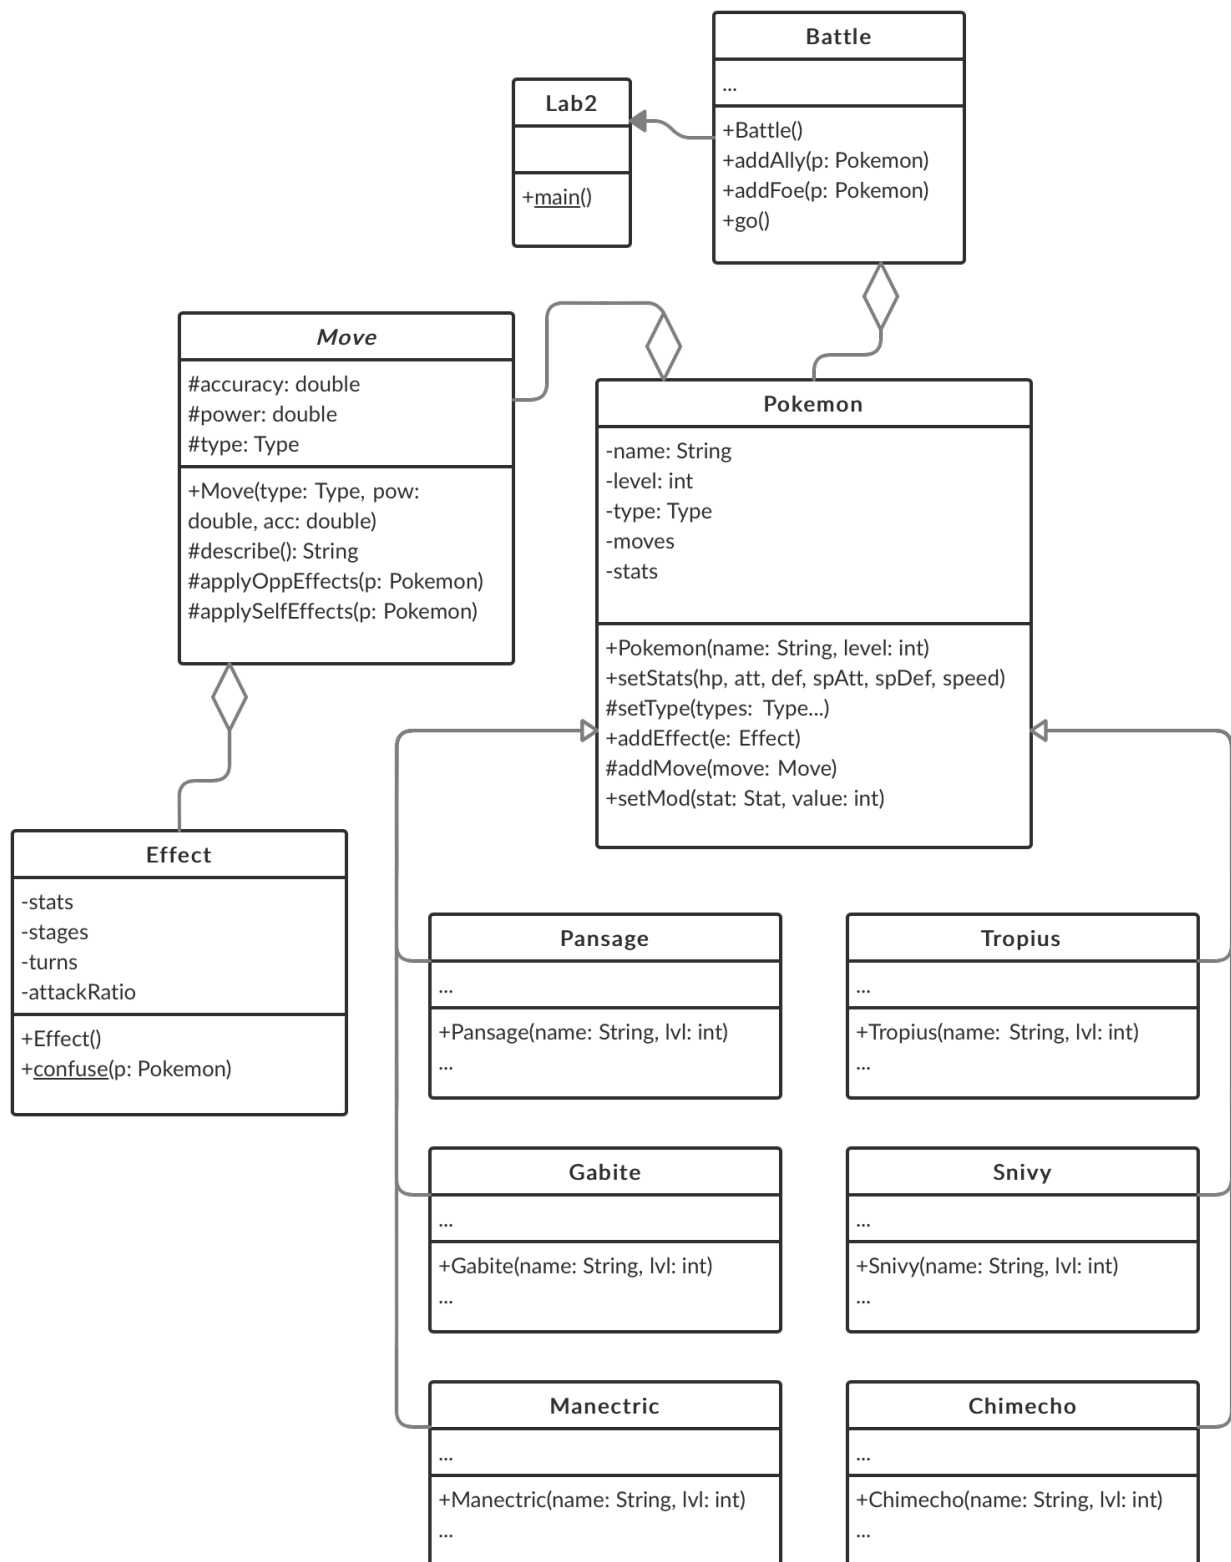 Battle
...
+Battle()
+addAlly(p: Pokemon)
+addFoe(p: Pokemon)
+go()
Lab2
+main()
Move
#accuracy: double
#power: double
#type: Type
+Move(type: Type, pow:
double, acc: double)
#describe(): String
#applyOppEffects(p: Pokemon)
#applySelfEffects(p: Pokemon)
Pokemon
-name: String
-level: int
-type: Type
-moves
-stats
+Pokemon(name: String, level: int)
+setStats(hp, att, def, spAtt, spDef, speed)
#setType(types: Type...)
+addEffect(e: Effect)
#addMove(move: Move)
+setMod(stat: Stat, value: int)
Effect
-stats
-stages
-turns
-attackRatio
+Effect()
+confuse(p: Pokemon)
Pansage
...
+Pansage(name: String, lvl: int)
...
Tropius
...
+Tropius(name: String, lvl: int)
...
Gabite
...
+Gabite(name: String, lvl: int)
...
Snivy
...
+Snivy(name: String, lvl: int)
...
Manectric
...
+Manectric(name: String, lvl: int)
...
Chimecho
...
+Chimecho(name: String, lvl: int)
...